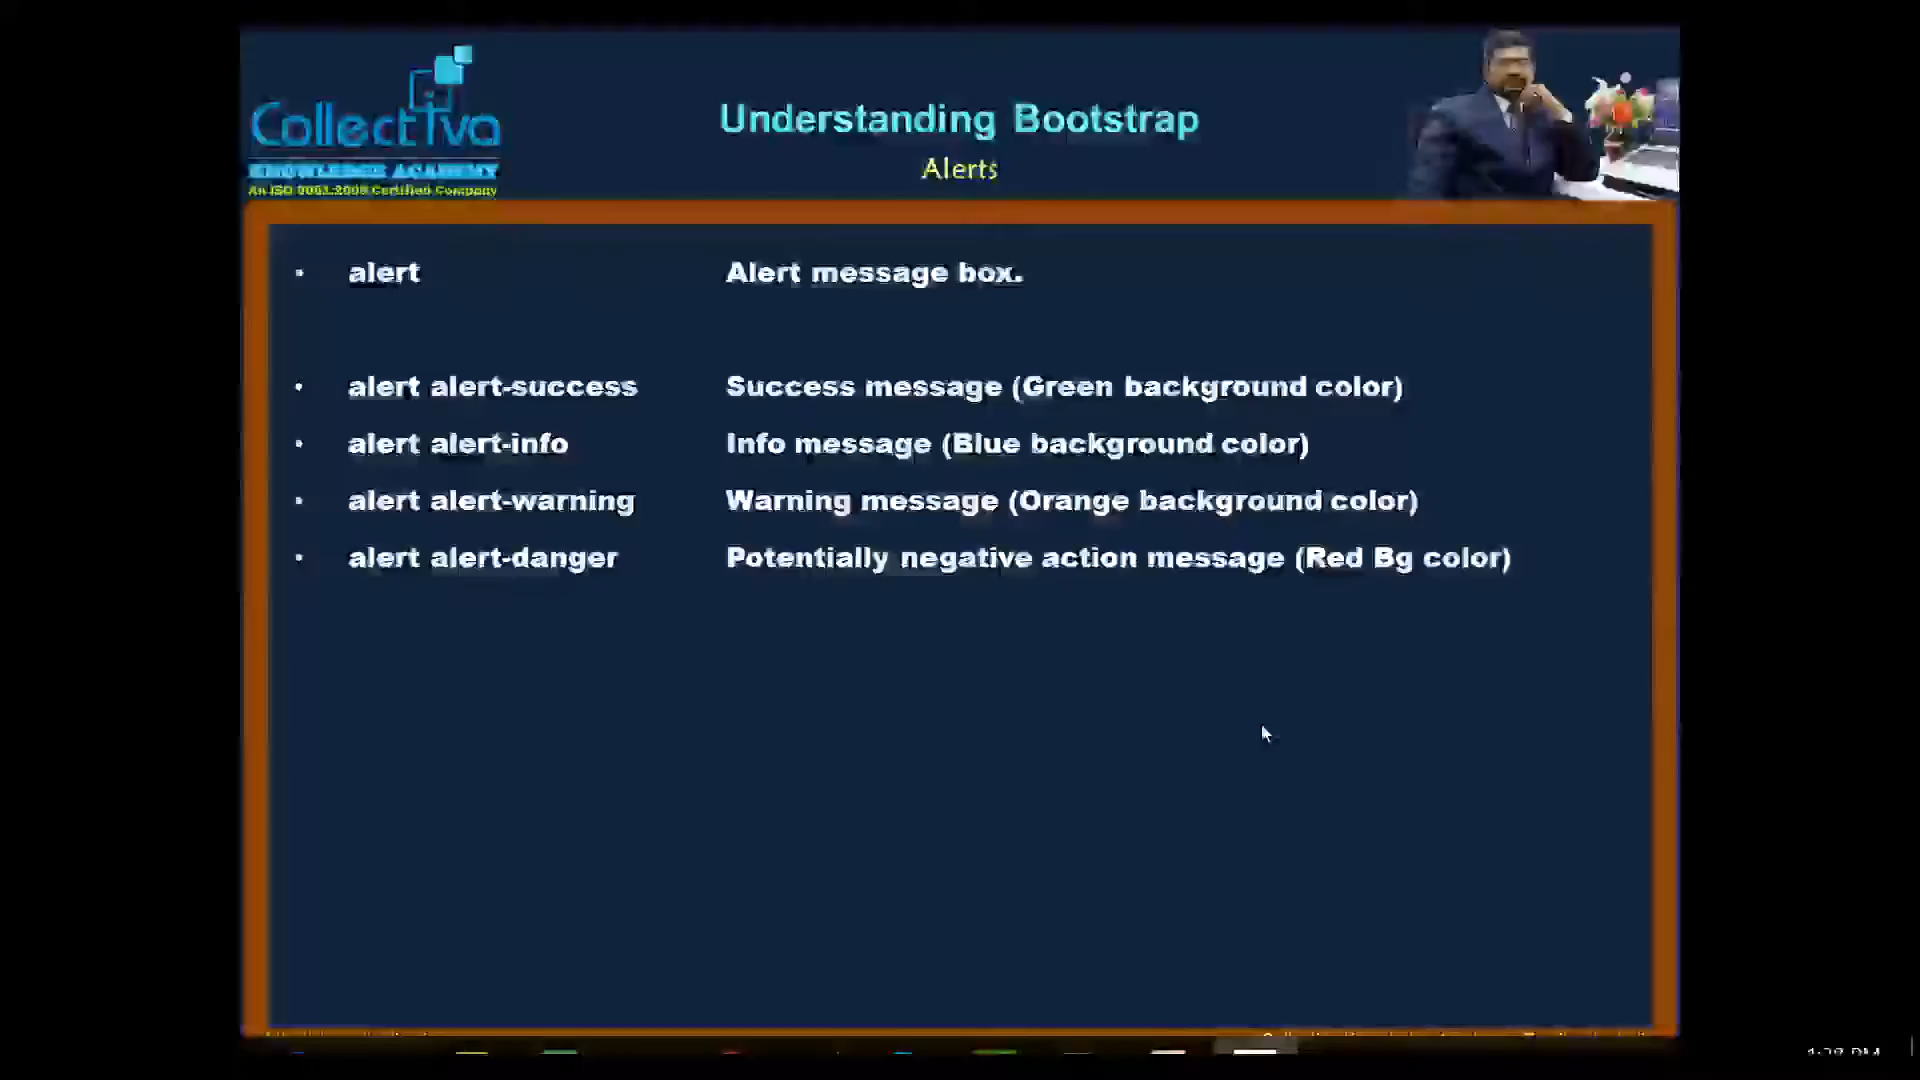 Collectiva
KNOWLEDGE ACADEMY
An ISO 9001:2008 Certified Company
Understanding Bootstrap
Alerts
• alert Alert message box.
• alert alert-success Success message (Green background color)
• alert alert-info Info message (Blue background color)
• alert alert-warning Warning message (Orange background color)
• alert alert-danger Potentially negative action message (Red Bg color)